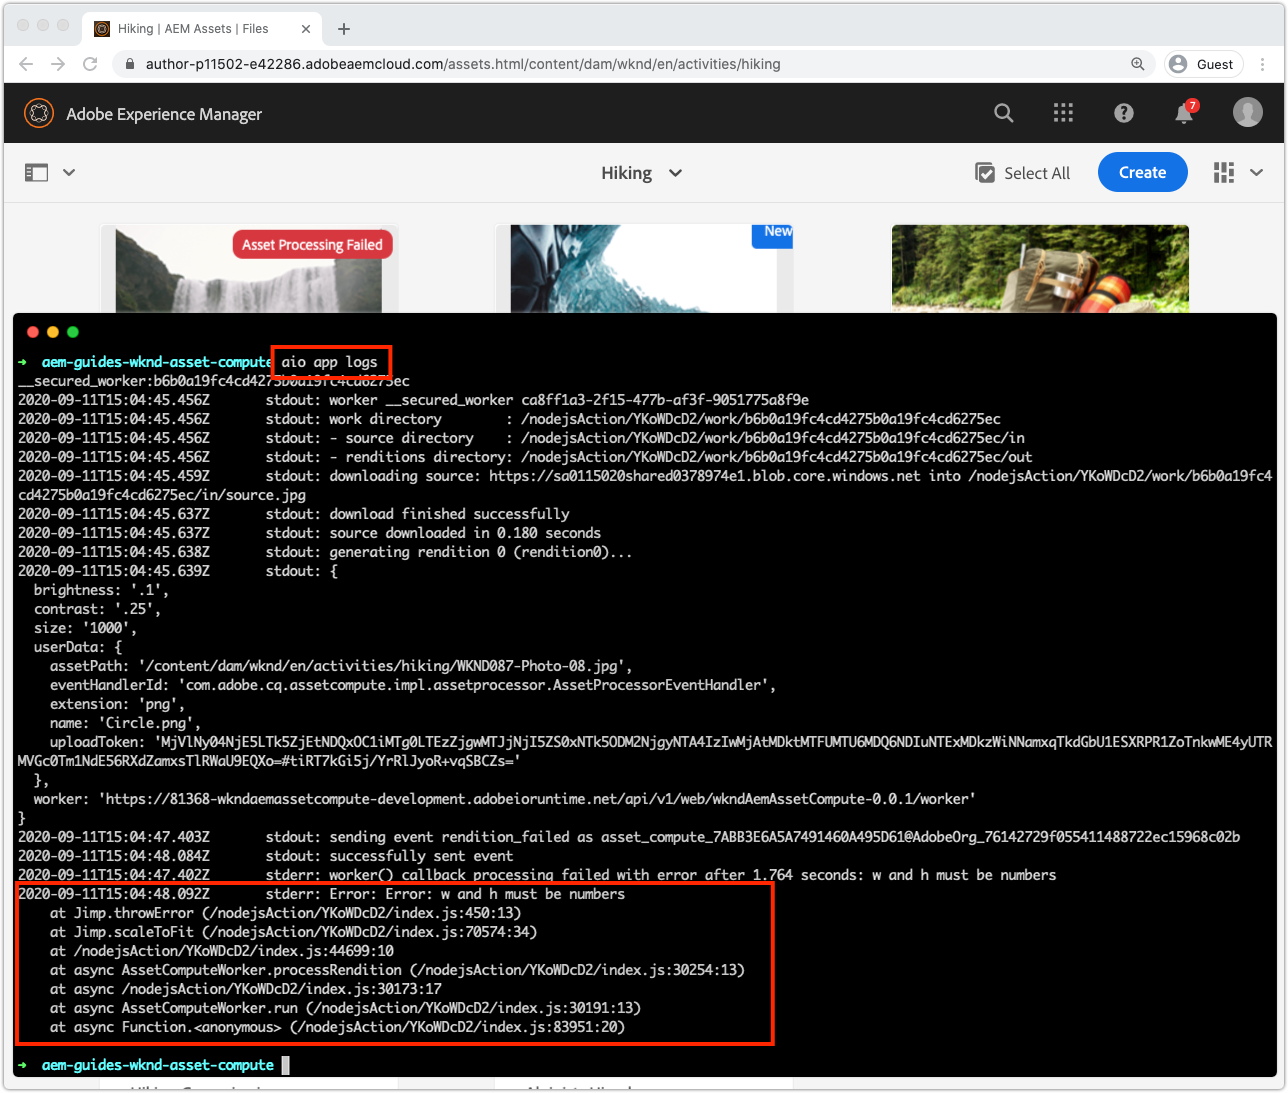 Hiking | AEM Assets | Files
author-p11502-e42286.adobeaemcloud.com/assets.html/content/dam/wknd/en/activities/hiking
Guest
Adobe Experience Manager
7
Hiking
Select All
Create
Asset Processing Failed
New
→ aem-guides-wknd-asset-compute aio app logs
__secured_worker:b6b0a19fc4cd4275b0a19fc4cd6275ec
2020-09-11T15:04:45.456Z stdout: worker __secured_worker ca8ff1a3-2f15-477b-af3f-9051775a8f9e
2020-09-11T15:04:45.456Z stdout: work directory : /nodejsAction/YKoWDcD2/work/b6b0a19fc4cd4275b0a19fc4cd6275ec
2020-09-11T15:04:45.456Z stdout: - source directory : /nodejsAction/YKoWDcD2/work/b6b0a19fc4cd4275b0a19fc4cd6275ec/in
2020-09-11T15:04:45.456Z stdout: - renditions directory: /nodejsAction/YKoWDcD2/work/b6b0a19fc4cd4275b0a19fc4cd6275ec/out
2020-09-11T15:04:45.459Z stdout: downloading source: https://sa0115020shared0378974e1.blob.core.windows.net into /nodejsAction/YKoWDcD2/work/b6b0a19fc4
cd4275b0a19fc4cd6275ec/in/source.jpg
2020-09-11T15:04:45.637Z stdout: download finished successfully
2020-09-11T15:04:45.637Z stdout: source downloaded in 0.180 seconds
2020-09-11T15:04:45.638Z stdout: generating rendition 0 (rendition0)...
2020-09-11T15:04:45.639Z stdout: {
brightness: '.1',
contrast: '.25',
size: '1000',
userData: {
assetPath: '/content/dam/wknd/en/activities/hiking/WKND087-Photo-08.jpg',
eventHandlerId: 'com.adobe.cq.assetcompute.impl.assetprocessor.AssetProcessorEventHandler',
extension: 'png',
name: 'Circle.png',
uploadToken: 'MjVlNy04NjE5LTk5ZjEtNDQxOC1iMTg0LTEzZjgwMTJjNjI5ZS0xNTk5ODM2NjgyNTA4IzIwMjAtMDktMTFUMTU6MDQ6NDIuNTExMDkzWiNNamxqTkdGbU1ESXRPR1ZoTnkwME4yUTR
MVGc0Tm1NdE56RXdZamxsTlRWaU9EQXo=#tiRT7kGi5j/YrRlJyoR+vqSBCZs='
},
worker: 'https://81368-wkndaemassetcompute-development.adobeioruntime.net/api/v1/web/wkndAemAssetCompute-0.0.1/worker'
}
2020-09-11T15:04:47.403Z stdout: sending event rendition_failed as asset_compute_7ABB3E6A5A7491460A495D61@AdobeOrg_76142729f055411488722ec15968c02b
2020-09-11T15:04:48.084Z stdout: successfully sent event
2020-09-11T15:04:47.402Z stderr: worker() callback processing failed with error after 1.764 seconds: w and h must be numbers
2020-09-11T15:04:48.092Z stderr: Error: Error: w and h must be numbers
at Jimp.throwError (/nodejsAction/YKoWDcD2/index.js:450:13)
at Jimp.scaleToFit (/nodejsAction/YKoWDcD2/index.js:70574:34)
at /nodejsAction/YKoWDcD2/index.js:44699:10
at async AssetComputeWorker.processRendition (/nodejsAction/YKoWDcD2/index.js:30254:13)
at async /nodejsAction/YKoWDcD2/index.js:30173:17
at async AssetComputeWorker.run (/nodejsAction/YKoWDcD2/index.js:30191:13)
at async Function.<anonymous> (/nodejsAction/YKoWDcD2/index.js:83951:20)
→ aem-guides-wknd-asset-compute